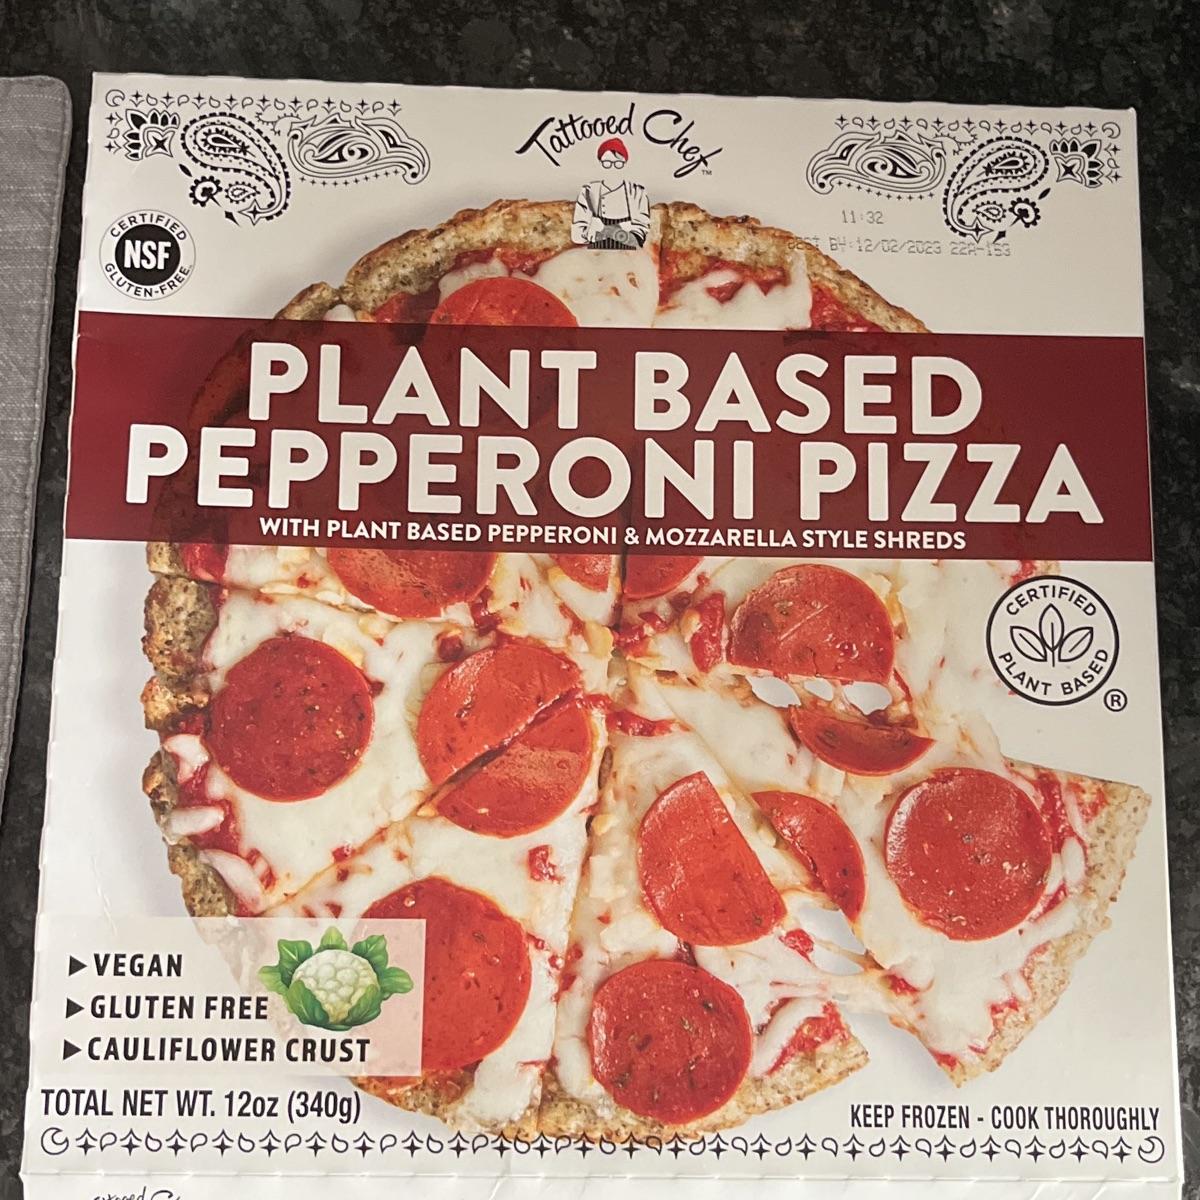 Tattooed Chef™
11:32
BEST BY:12/02/2023 22A-153
CERTIFIED
NSF
GLUTEN-FREE
PLANT BASED
PEPPERONI PIZZA
WITH PLANT BASED PEPPERONI & MOZZARELLA STYLE SHREDS
CERTIFIED
PLANT BASED
®
▶VEGAN
▶GLUTEN FREE
▶CAULIFLOWER CRUST
TOTAL NET WT. 12oz (340g)
KEEP FROZEN - COOK THOROUGHLY